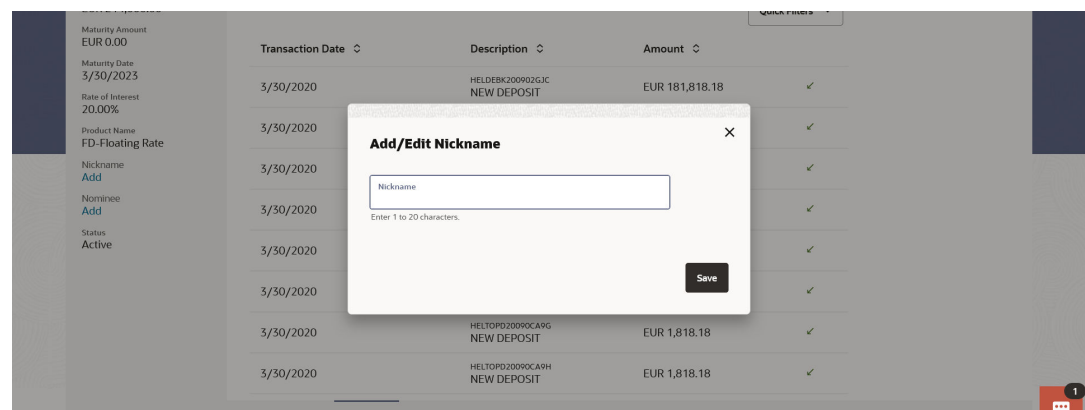 Quick Filters
Maturity Amount
EUR 0.00
Maturity Date
3/30/2023
Rate of Interest
20.00%
Product Name
FD-Floating Rate
Nickname
Add
Nominee
Add
Status
Active
Transaction Date Description Amount
3/30/2020 HELDEBK200902GJC
NEW DEPOSIT EUR 181,818.18
3/30/2020
3/30/2020
3/30/2020
3/30/2020
3/30/2020
Add/Edit Nickname
Nickname
Enter 1 to 20 characters.
Save
3/30/2020 HELTOPD20090CA9G
NEW DEPOSIT EUR 1,818.18
3/30/2020 HELTOPD20090CA9H
NEW DEPOSIT EUR 1,818.18
1